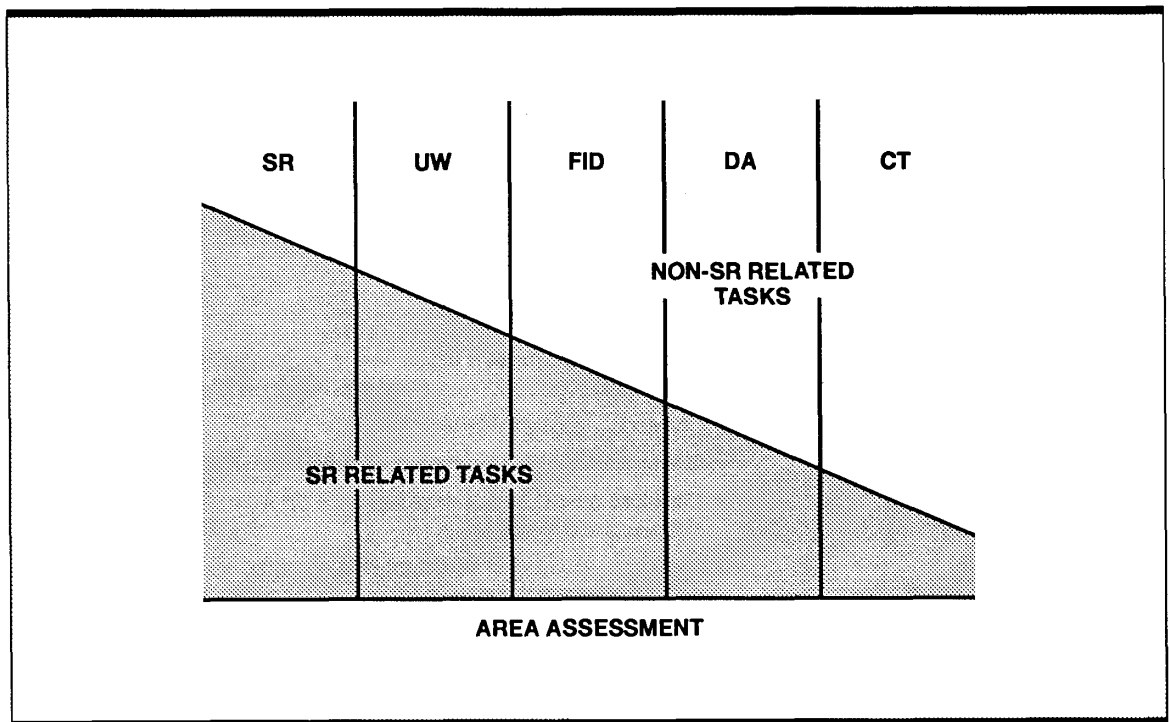 SR
UW
FID
DA
CT
NON-SR RELATED
TASKS
SR RELATED TASKS
AREA ASSESSMENT